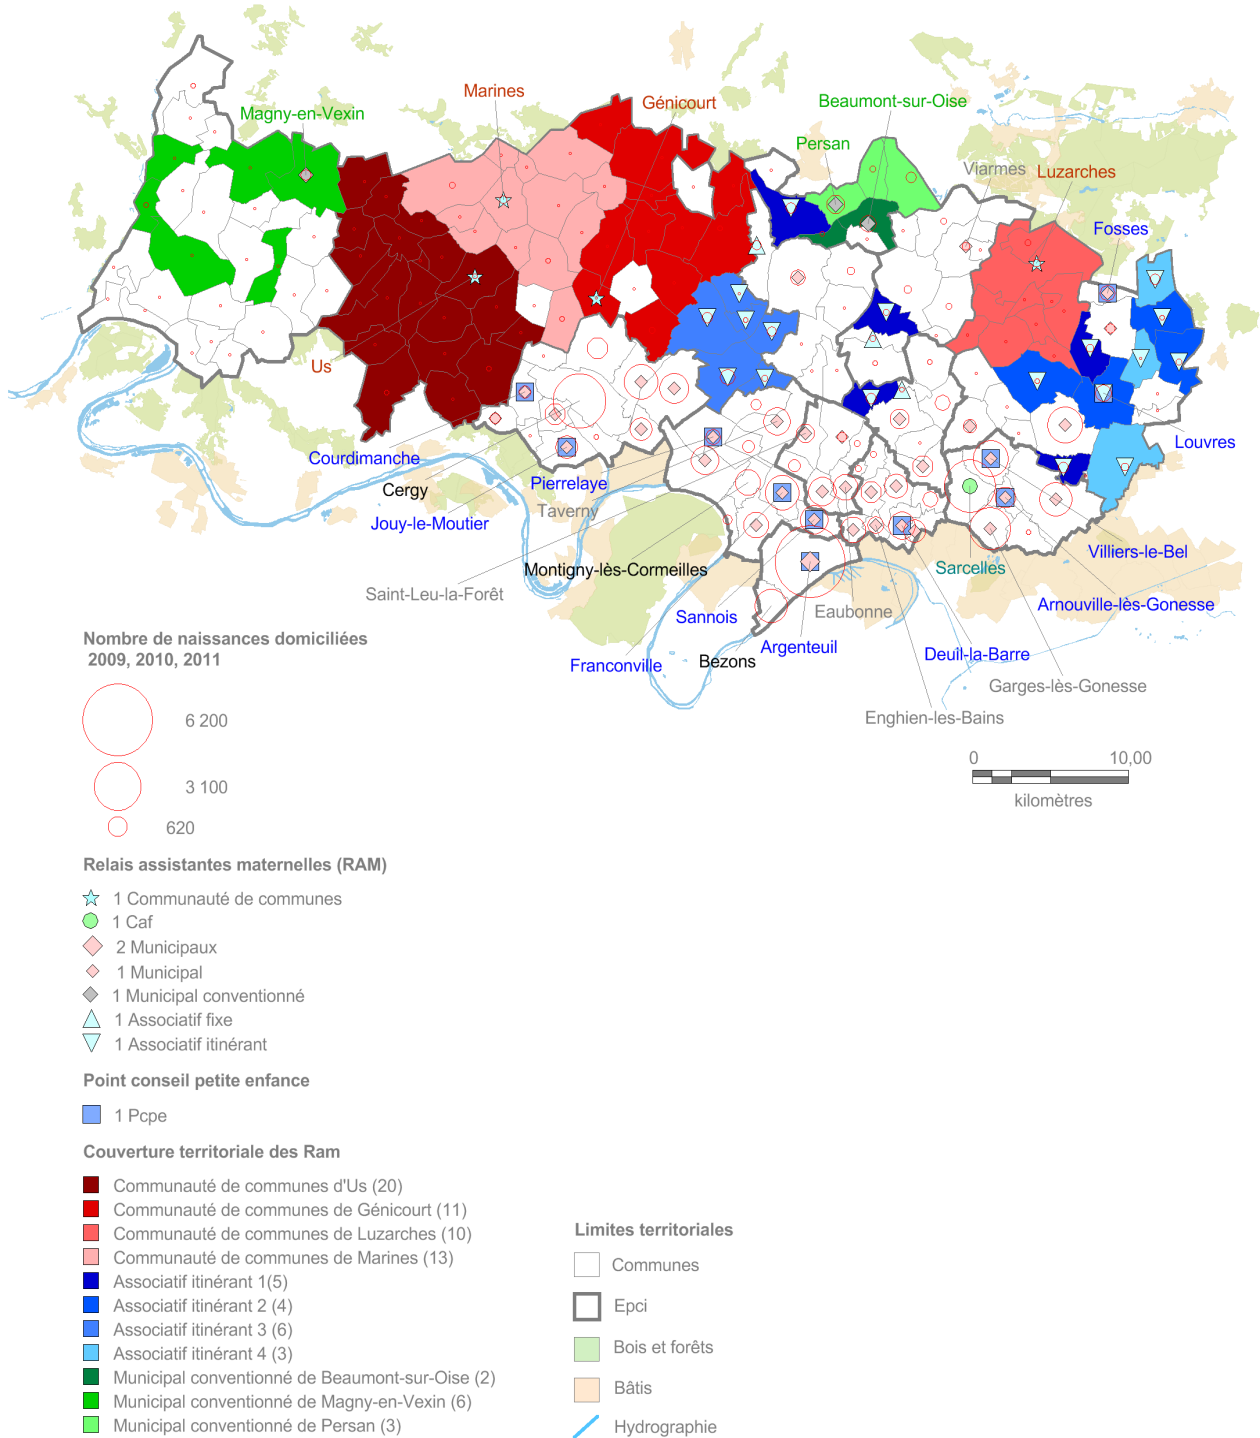 Marines
Génicourt
Beaumont-sur-Oise
Magny-en-Vexin
Persan
Viarmes
Luzarches
Fosses
Us
Louvres
Courdimanche
Cergy
Pierrelaye
Taverny
Jouy-le-Moutier
Villiers-le-Bel
Montigny-lès-Cormeilles
Sarcelles
Saint-Leu-la-Forêt
Arnouville-lès-Gonesse
Sannois
Eaubonne
Argenteuil
Deuil-la-Barre
Franconville
Bezons
Garges-lès-Gonesse
Enghien-les-Bains
Nombre de naissances domiciliées
2009, 2010, 2011
6 200
3 100
620
0 10,00
kilomètres
Relais assistantes maternelles (RAM)
1 Communauté de communes
1 Caf
2 Municipaux
1 Municipal
1 Municipal conventionné
1 Associatif fixe
1 Associatif itinérant
Point conseil petite enfance
1 Pcpe
Couverture territoriale des Ram
Communauté de communes d'Us (20)
Communauté de communes de Génicourt (11)
Communauté de communes de Luzarches (10)
Communauté de communes de Marines (13)
Associatif itinérant 1(5)
Associatif itinérant 2 (4)
Associatif itinérant 3 (6)
Associatif itinérant 4 (3)
Municipal conventionné de Beaumont-sur-Oise (2)
Municipal conventionné de Magny-en-Vexin (6)
Municipal conventionné de Persan (3)
Limites territoriales
Communes
Epci
Bois et forêts
Bâtis
Hydrographie